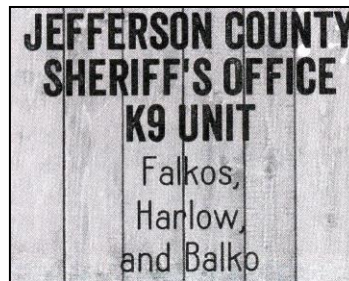 JEFFERSON COUNTY
SHERIFF'S OFFICE
K9 UNIT
Falkos,
Harlow,
and Balko